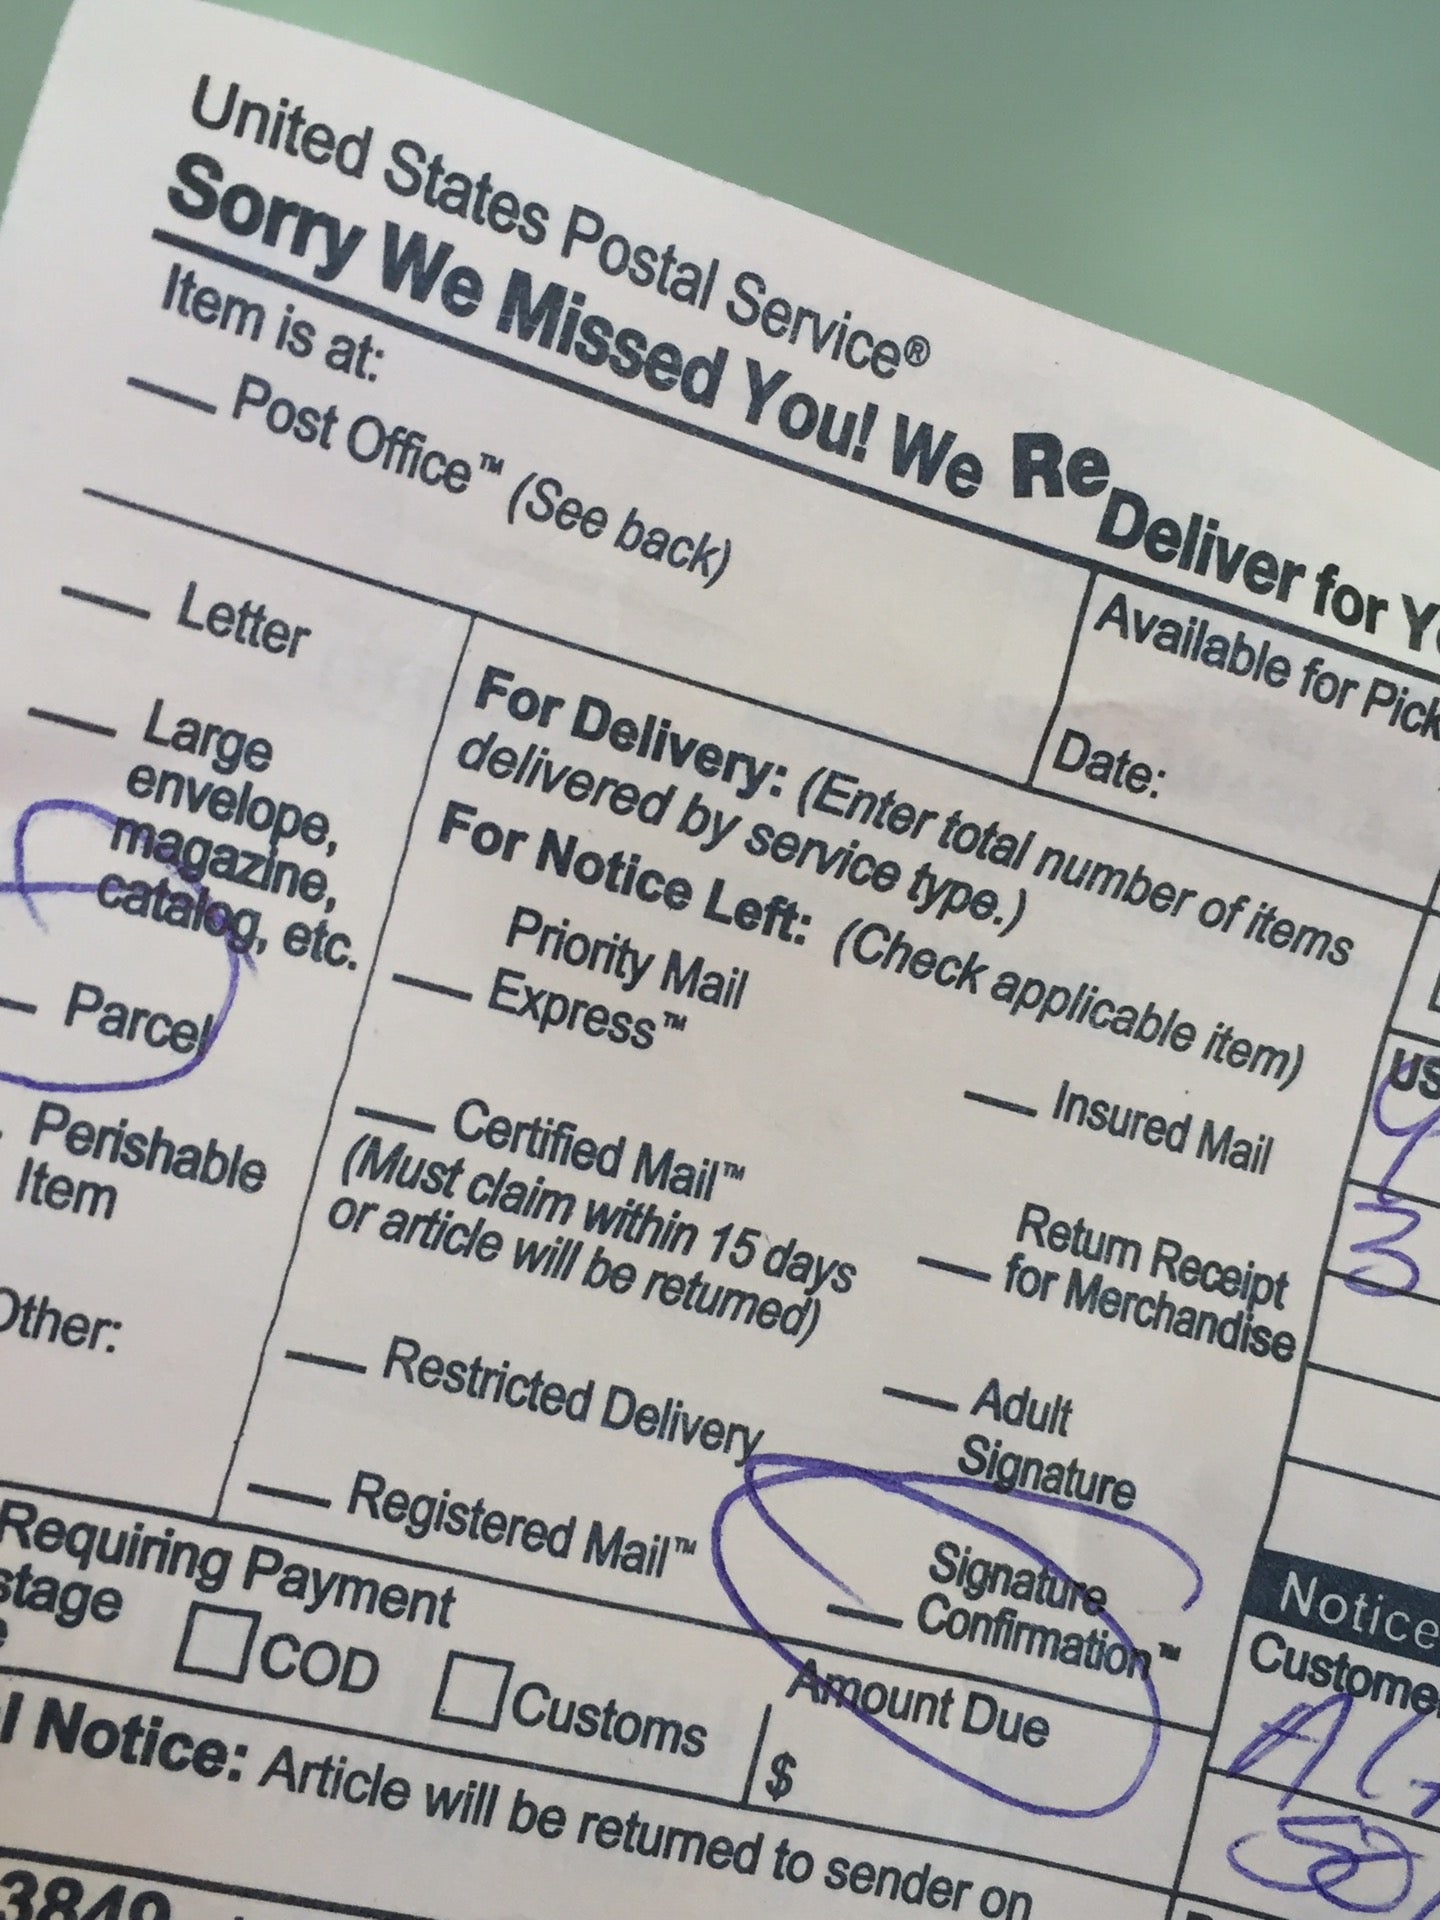 United States Postal Service®
Sorry We Missed You! We ReDeliver for
Item is at:
Post Office™ (See back)
Available for
Date:
Letter
Large
envelope,
magazine,
catalog, etc.
Parcel
Perishable
Item
Other:
For Delivery: (Enter total number of items
delivered by service type.)
For Notice Left: (Check applicable item)
Priority Mail
Express™
Certified Mail™
(Must claim within 15 days
or article will be returned)
Restricted Delivery
Registered Mail™
Insured Mail
Return Receipt
for Merchandise
Adult
Signature
Signature
Confirmation™
3
Notice
Requiring Payment
COD
Customs
Amount Due
$
Notice: Article will be returned to sender on
3849